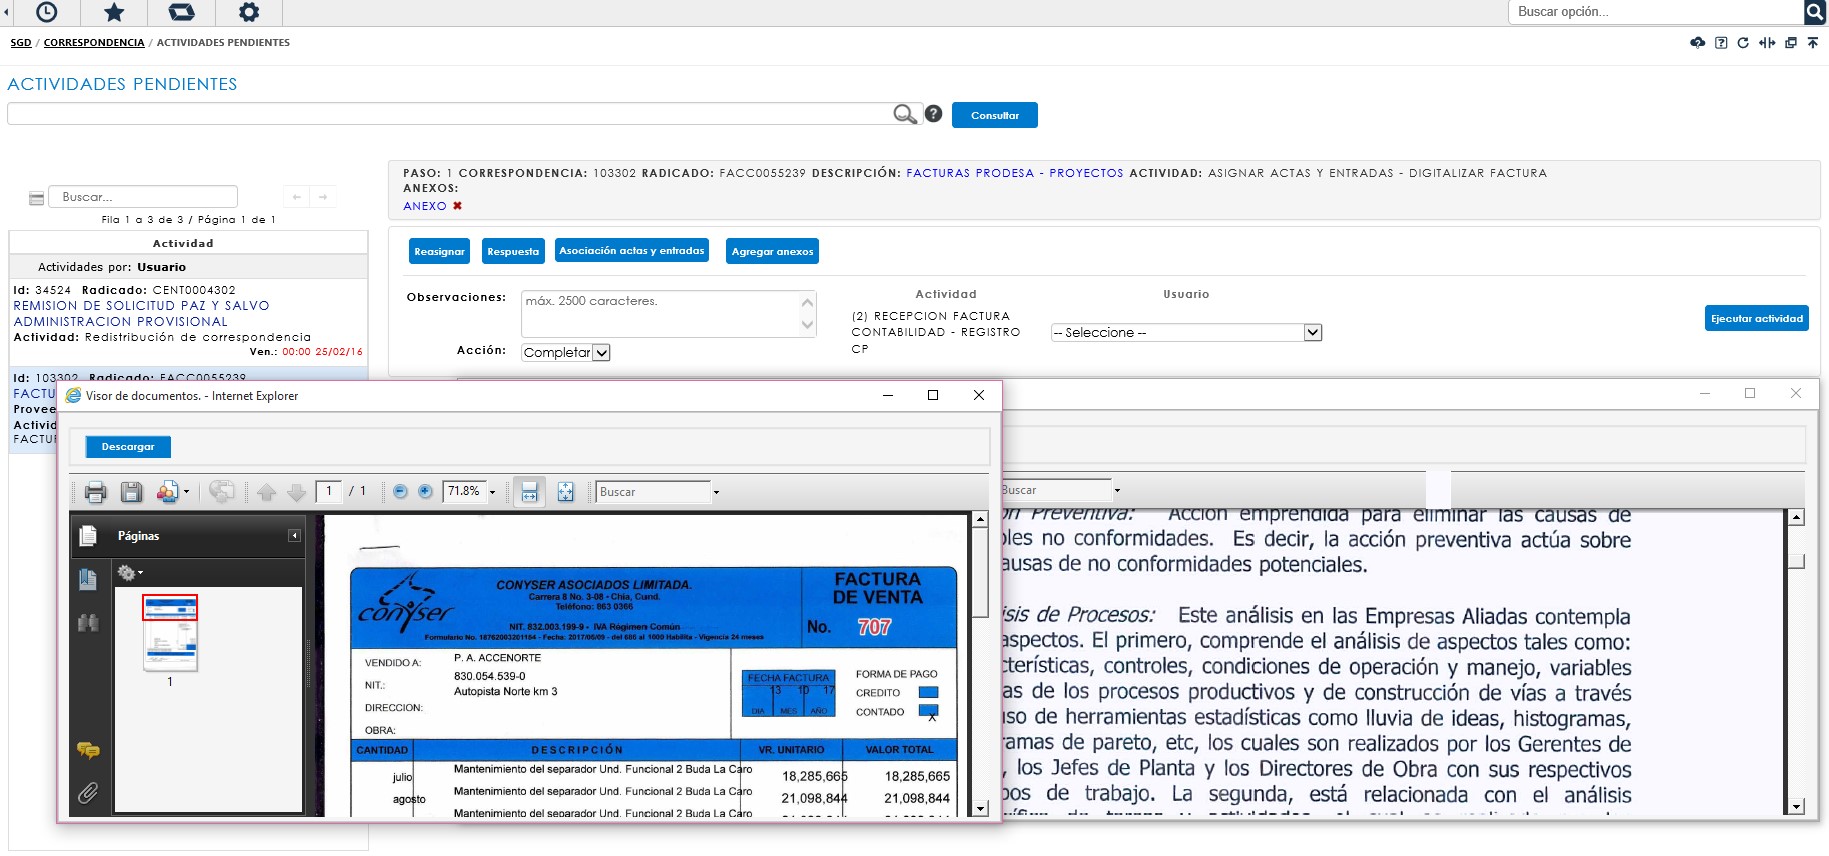 Buscar opción...
SGD / CORRESPONDENCIA / ACTIVIDADES PENDIENTES
ACTIVIDADES PENDIENTES
Consultar
Buscar...
Fila 1 a 3 de 3 / Página 1 de 1
Actividad
Actividades por: Usuario
Id: 34524 Radicado: CENT0004302
REMISION DE SOLICITUD PAZ Y SALVO
ADMINISTRACION PROVISIONAL
Actividad: Redistribución de correspondencia
Ven.: 00:00 25/02/16
Id: 103302 Radicado: FACC0055239
FACTU
Provee
Activid
FACTU
PASO: 1 CORRESPONDENCIA: 103302 RADICADO: FACC0055239 DESCRIPCIÓN: FACTURAS PRODESA - PROYECTOS ACTIVIDAD: ASIGNAR ACTAS Y ENTRADAS - DIGITALIZAR FACTURA
ANEXOS:
ANEXO
Reasignar Respuesta Asociación actas y entradas Agregar anexos
Observaciones: máx. 2500 caracteres.
Acción: Completar
Actividad Usuario
(2) RECEPCION FACTURA
CONTABILIDAD - REGISTRO
CP
-- Seleccione --
Ejecutar actividad
Visor de documentos. - Internet Explorer
Descargar
1 / 1 71.8% Buscar
Páginas
1
CONYSER ASOCIADOS LIMITADA.
Carrera 8 No. 3-08 - Chia, Cund.
Teléfono: 863 0366
NIT. 832.003.199-9 - IVA Régimen Común
Formulario No. 18762003201164 - Fecha: 2017/06/09 - del 686 al 1000 Habilita - Vigencia 24 meses
conyser
FACTURA
DE VENTA
No. 707
VENDIDO A: P. A. ACCENORTE
NIT.: 830.054.539-0
DIRECCION: Autopista Norte km 3
OBRA:
FECHA FACTURA
13 10 17
DIA MES AÑO
FORMA DE PAGO
CREDITO
CONTADO X
CANTIDAD DESCRIPCIÓN VR. UNITARIO VALOR TOTAL
julio Mantenimiento del separador Und. Funcional 2 Buda La Caro 18,285,665 18,285,665
agosto Mantenimiento del separador Und. Funcional 2 Buda La Caro 21,098,844 21,098,844
Mantenimiento del separador Und. Funcional 2 Buda La Caro
Buscar
ón Preventiva: Acción emprendida para eliminar las causas de
bles no conformidades. Es decir, la acción preventiva actúa sobre
ausas de no conformidades potenciales.
isis de Procesos: Este análisis en las Empresas Aliadas contempla
aspectos. El primero, comprende el análisis de aspectos tales como:
cterísticas, controles, condiciones de operación y manejo, variables
as de los procesos productivos y de construcción de vías a través
uso de herramientas estadísticas como lluvia de ideas, histogramas,
ramas de pareto, etc, los cuales son realizados por los Gerentes de
, los Jefes de Planta y los Directores de Obra con sus respectivos
pos de trabajo. La segunda, está relacionada con el análisis